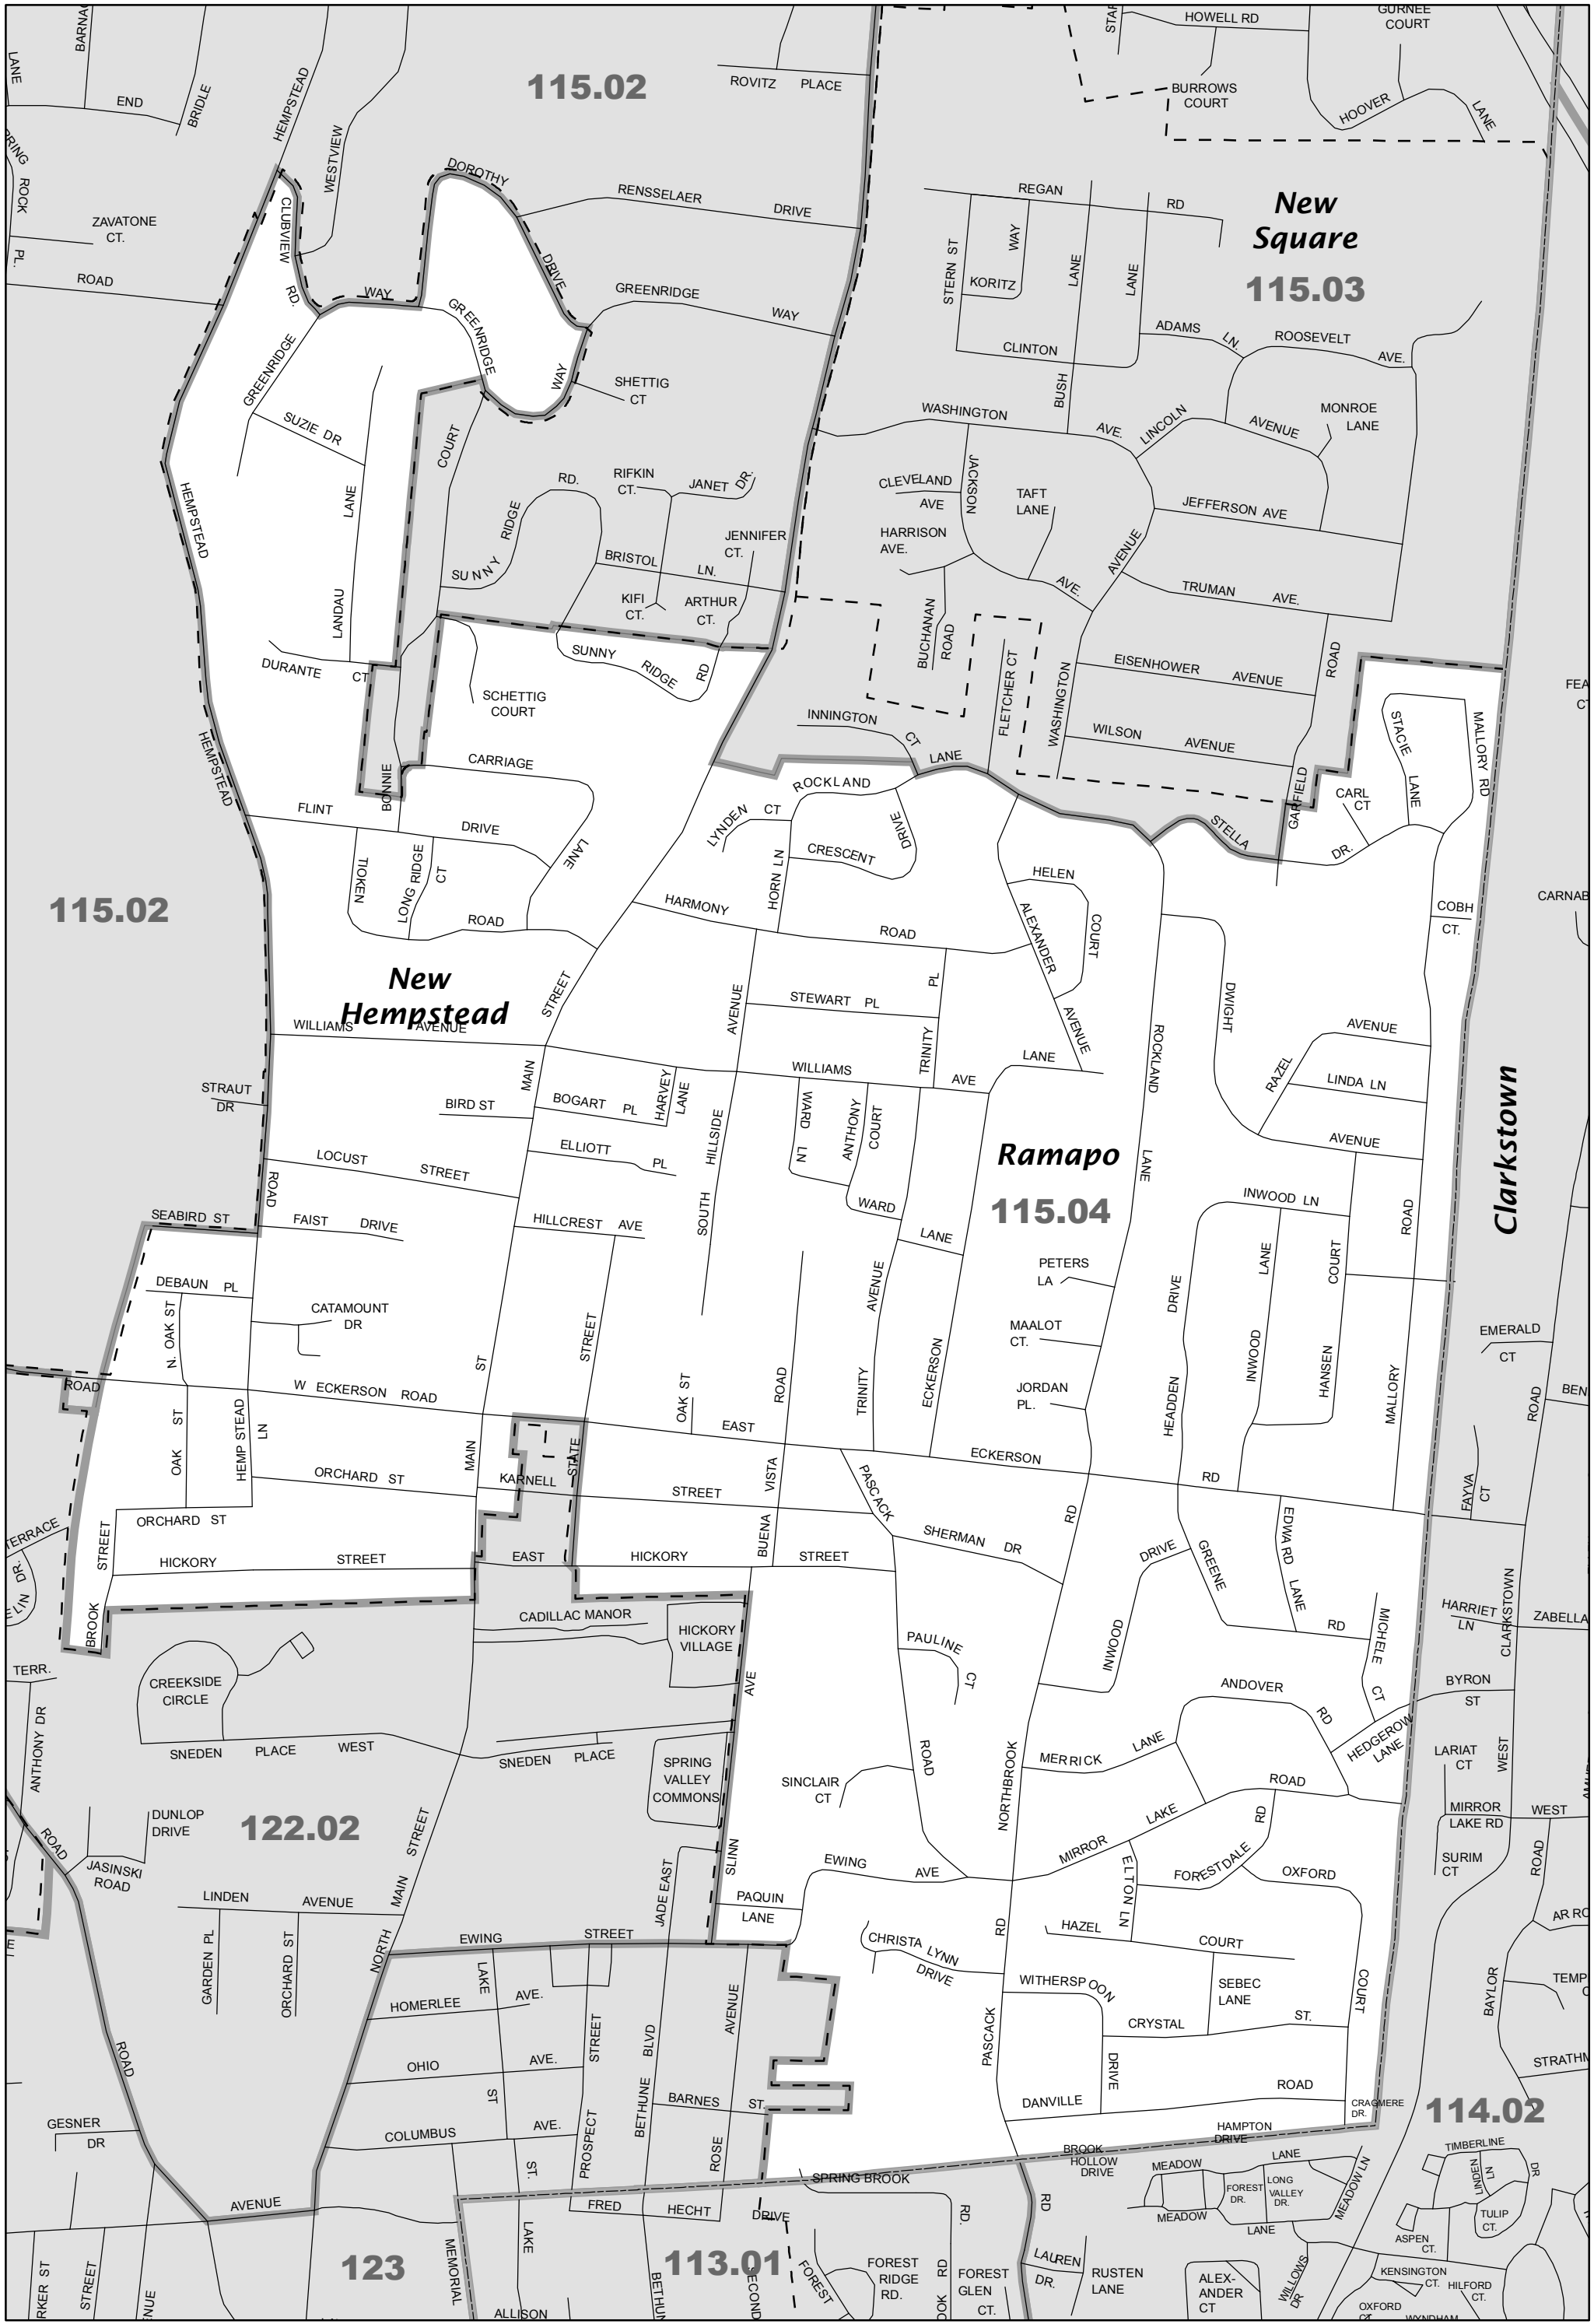 BARNAC
LANE
END
BRIDLE
HEMPSTEAD
WESTVIEW
115.02
ROVITZ PLACE
HOWELL RD
GURNEE
COURT
BURROWS
COURT
HOOVER
LANE
ROCK
PL.
ZAVATONE
CT.
ROAD
CLUBVIEW
RD.
WAY
DOROTHY
DRIVE
RENSSELAER
DRIVE
GREENRIDGE
WAY
GREENRIDGE
WAY
SHETTIG
CT
GREENRIDGE
SUZIE DR
LANE
LANDAU
COURT
HEMPSTEAD
REGAN
RD
New
Square
115.03
STERN ST
WAY
KORITZ
LANE
LANE
CLINTON
BUSH
ADAMS
LN.
ROOSEVELT
AVE.
MONROE
LANE
WASHINGTON
AVE.
LINCOLN
AVENUE
CLEVELAND
AVE
JACKSON
TAFT
LANE
JEFFERSON AVE
HARRISON
AVE.
AVE.
AVENUE
TRUMAN AVE.
BUCHANAN
ROAD
FLETCHER CT
WASHINGTON
EISENHOWER AVENUE
ROAD
WILSON AVENUE
GARFIELD
RIFKIN
CT.
JANET DR.
RD.
RIDGE
SUNNY
JENNIFER
CT.
BRISTOL
LN.
KIFI
CT.
ARTHUR
CT.
SUNNY
RIDGE
RD
DURANTE
CT
SCHETTIG
COURT
INNINGTON
CT
LANE
STELLA
STACIE
LANE
MALLORY RD
CARL
CT
DR.
HEMPSTEAD
BONNIE
CARRIAGE
LANE
FLINT
DRIVE
TIOKEN
LONG RIDGE
CT
ROAD
ROCKLAND
DRIVE
LYNDEN
CT
CRESCENT
HORN LN
HARMONY
ROAD
HELEN
COURT
ALEXANDER
AVENUE
115.02
COBH
CT.
New
Hempstead
STREET
WILLIAMS AVENUE
AVENUE
STEWART PL
PL
TRINITY
DWIGHT
ROCKLAND
LANE
AVENUE
RAZEL
LINDA LN
AVENUE
Clarkstown
STRAUT
DR
BIRD ST
MAIN
BOGART PL
HARVEY
LANE
WILLIAMS
AVE
LANE
ELLIOTT PL
WARD
LN
ANTHONY
COURT
HILLSIDE
SOUTH
LOCUST STREET
ROAD
SEABIRD ST
FAIST DRIVE
HILLCREST AVE
WARD
LANE
Ramapo
115.04
INWOOD LN
LANE
COURT
ROAD
DEBAUN PL
N. OAK ST
CATAMOUNT
DR
ST
STREET
AVENUE
PETERS
LA
DRIVE
MAALOT
CT.
EMERALD
CT
ROAD
W ECKERSON ROAD
OAK ST
ROAD
TRINITY
ECKERSON
JORDAN
PL.
HEADDEN
INWOOD
HANSEN
MALLORY
ROAD
BEN
OAK ST
HEMPSTEAD
LN
MAIN
STATE
EAST
ECKERSON
RD
ORCHARD ST
KARNELL
STREET
VISTA
PASCACK
FAYVA
CT
ORCHARD ST
STREET
BUENA
SHERMAN DR
RD
EDWARD
LANE
DRIVE
GREENE
TERRACE
HICKORY STREET
EAST
HICKORY
STREET
BROOK
CLARKSTOWN
HARRIET
LN
ZABELLA
CADILLAC MANOR
HICKORY
VILLAGE
PAULINE
CT
INDOOWI
RD
MICHELE
CT
BYRON
ST
TERR.
CREEKSIDE
CIRCLE
ANTHONY DR
AVE
ANDOVER
RD
HEDGEROW
LANE
SNEDEN PLACE WEST
SNEDEN PLACE
SPRING
VALLEY
COMMONS
SINCLAIR
CT
ROAD
NORTHBROOK
MERRICK LANE
LARIAT
CT
WEST
MIRROR
LAKE RD
WEST
DUNLOP
DRIVE
122.02
STREET
ROAD
JASINSKI
ROAD
MIRROR
LAKE
ROAD
RD
SURIM
CT
ROAD
EWING
AVE
ELTON LN
FORESTDALE
OXFORD
SLINN
JADE EAST
LINDEN AVENUE
MAIN
GARDEN PL
ORCHARD ST
NORTH
PAQUIN
LANE
EWING STREET
CHRISTA LYNN
DRIVE
RD
HAZEL
COURT
SEBEC
LANE
COURT
WITHERSPOON
DRIVE
CRYSTAL
ST.
BAYLOR
LAKE
ST
HOMERLEE AVE.
STREET
BLVD
AVENUE
PASCACK
ROAD
OHIO AVE.
BETHUNE
BARNES
ST.
DANVILLE
ROAD
CRAGMERE
DR.
114.02
GESNER
DR
COLUMBUS AVE.
PROSPECT
ROSE
HAMPTON
DRIVE
BROOK
HOLLOW
DRIVE
TIMBERLINE
DR
LINDEN
LN
AVENUE
ST.
SPRING BROOK
MEADOW
LANE
FOREST
DR.
LONG
VALLEY
DR.
MEADOW LN
MEADOW
LANE
TULIP
CT.
ASPEN
CT.
FRED HECHT
DRIVE
RD.
RD
LAKE
MEMORIAL
123
113.01
FOREST
FOREST
RIDGE
RD.
FOREST
GLEN
CT.
LAUREN
DR.
RUSTEN
LANE
ALEX-
ANDER
CT
WILLOWS
DR
KENSINGTON
CT.
HILFORD
CT.
OXFORD
CT
WYNDHAM
STREET
ALLISON